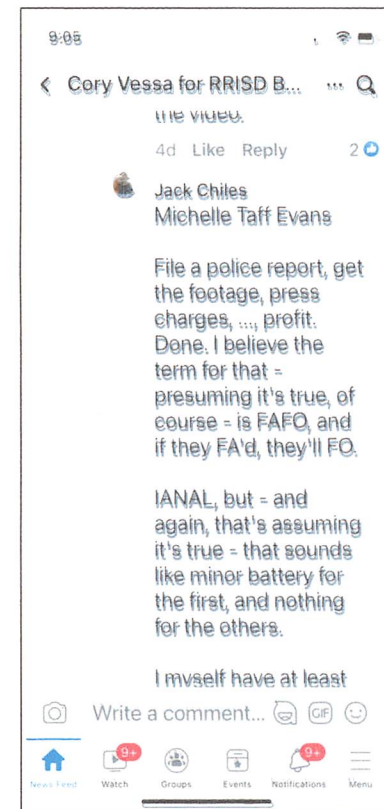 9:05
Cory Vessa for RRISD B... ... 
the video.
4d Like Reply 2
Jack Chiles
Michelle Taff Evans
File a police report, get
the footage, press
charges, ..., profit.
Done. I believe the
term for that -
presuming it's true, of
course - is FAFO, and
if they FA'd, they'll FO.
IANAL, but - and
again, that's assuming
it's true - that sounds
like minor battery for
the first, and nothing
for the others.
I myself have at least
Write a comment... GIF
9+ 9+
News Feed Watch Groups Events Notifications Menu